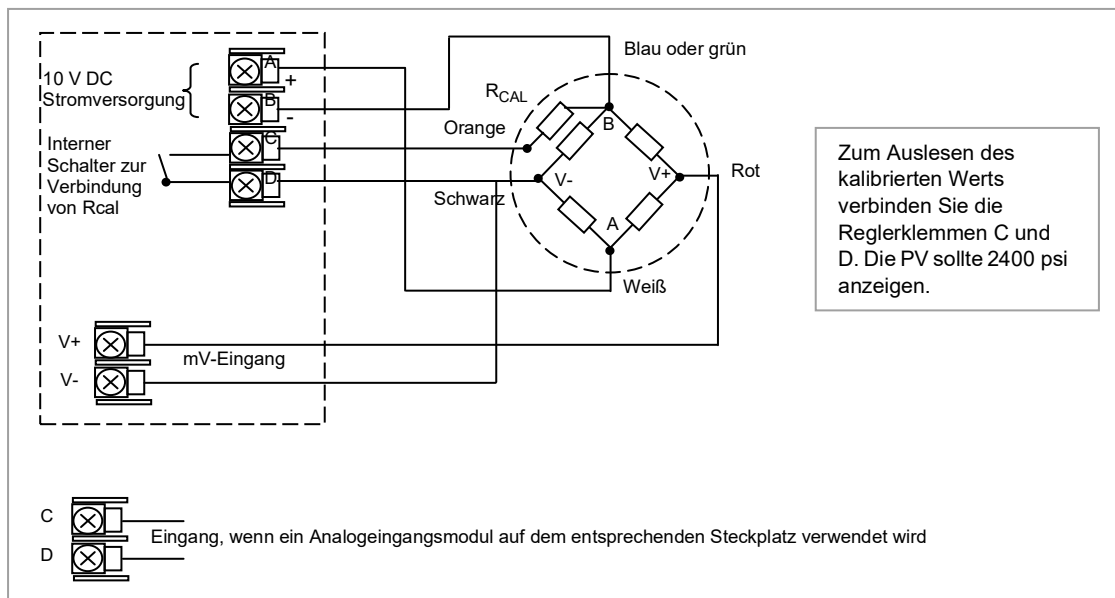 Blau oder grün
10 V DC
Stromversorgung
A
+
B
-
R_CAL
Orange
B
C
Interner
Schalter zur
Verbindung
von Rcal
D
Schwarz
V-
V+
Rot
A
Weiß
Zum Auslesen des
kalibrierten Werts
verbinden Sie die
Reglerklemmen C und
D. Die PV sollte 2400 psi
anzeigen.
V+
mV-Eingang
V-
C
Eingang, wenn ein Analogeingangsmodul auf dem entsprechenden Steckplatz verwendet wird
D